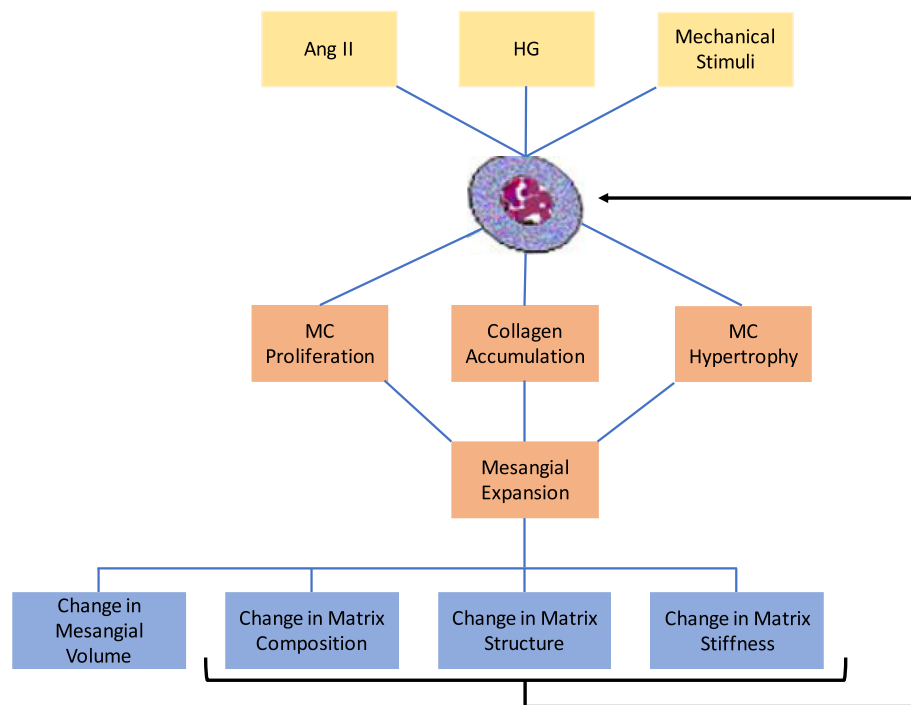 Ang II
HG
Mechanical
Stimuli
MC
Proliferation
Collagen
Accumulation
MC
Hypertrophy
Mesangial
Expansion
Change in
Mesangial
Volume
Change in Matrix
Composition
Change in Matrix
Structure
Change in Matrix
Stiffness